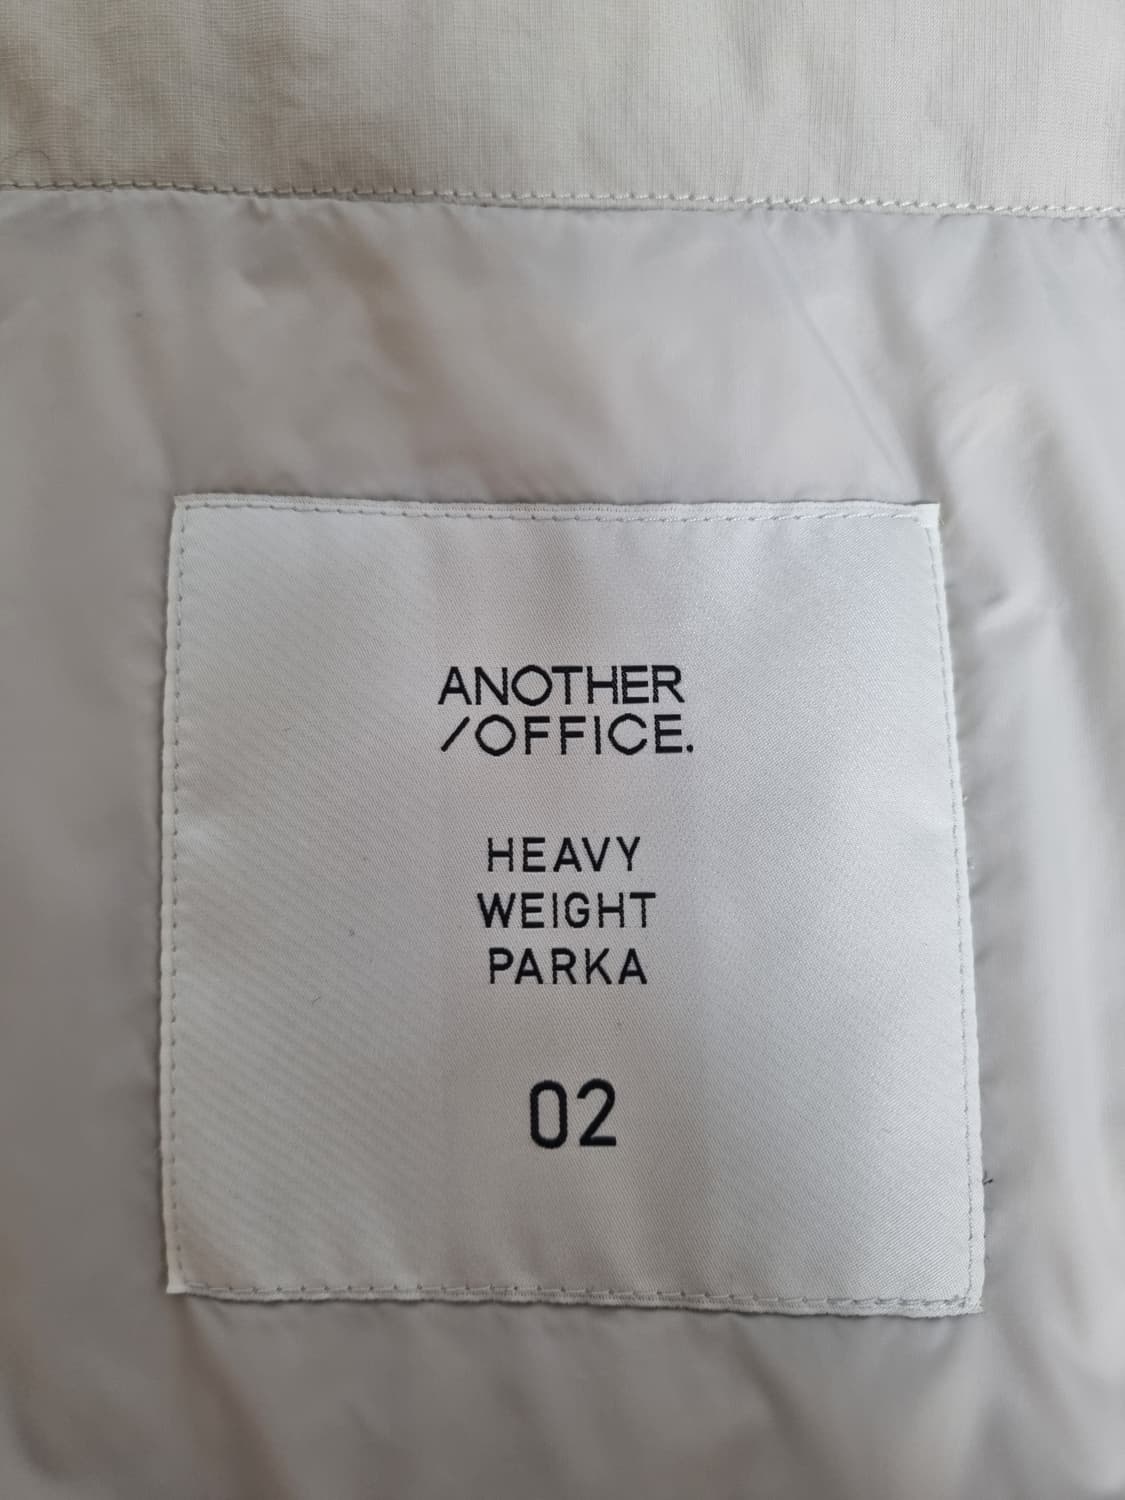 ANOTHER
/OFFICE.
HEAVY
WEIGHT
PARKA
02